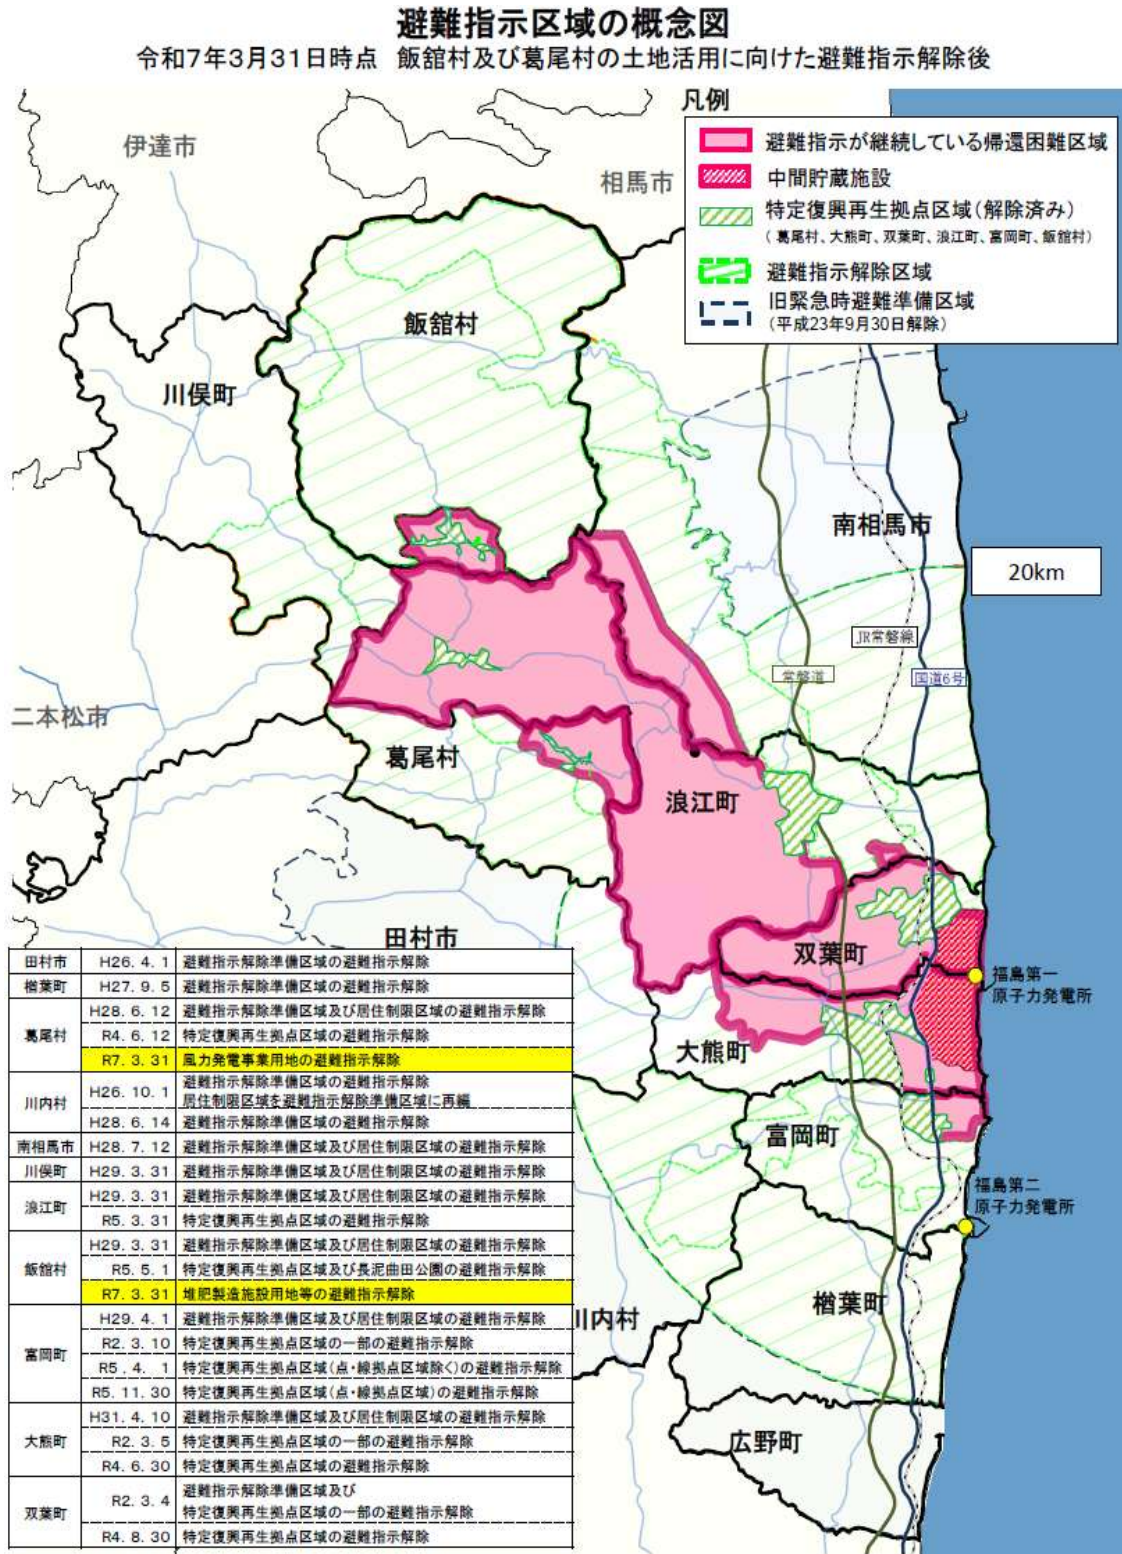 避難指示区域の概念図
令和7年3月31日時点 飯舘村及び葛尾村の土地活用に向けた避難指示解除後
凡例
避難指示が継続している帰還困難区域
中間貯蔵施設
特定復興再生拠点区域(解除済み)
(葛尾村、大熊町、双葉町、浪江町、富岡町、飯舘村)
避難指示解除区域
旧緊急時避難準備区域
(平成23年9月30日解除)
伊達市
相馬市
飯舘村
川俣町
南相馬市
20km
JR常磐線
常磐道
国道6号
二本松市
葛尾村
浪江町
田村市
双葉町
福島第一
原子力発電所
大熊町
富岡町
福島第二
原子力発電所
楢葉町
川内村
広野町
田村市 H26.4.1 避難指示解除準備区域の避難指示解除
楢葉町 H27.9.5 避難指示解除準備区域の避難指示解除
葛尾村 H28.6.12 避難指示解除準備区域及び居住制限区域の避難指示解除
R4.6.12 特定復興再生拠点区域の避難指示解除
R7.3.31 風力発電事業用地の避難指示解除
川内村 H26.10.1 避難指示解除準備区域の避難指示解除
居住制限区域を避難指示解除準備区域に再編
H28.6.14 避難指示解除準備区域の避難指示解除
南相馬市 H28.7.12 避難指示解除準備区域及び居住制限区域の避難指示解除
川俣町 H29.3.31 避難指示解除準備区域及び居住制限区域の避難指示解除
浪江町 H29.3.31 避難指示解除準備区域及び居住制限区域の避難指示解除
R5.3.31 特定復興再生拠点区域の避難指示解除
飯舘村 H29.3.31 避難指示解除準備区域及び居住制限区域の避難指示解除
R5.5.1 特定復興再生拠点区域及び長泥曲田公園の避難指示解除
R7.3.31 堆肥製造施設用地等の避難指示解除
富岡町 H29.4.1 避難指示解除準備区域及び居住制限区域の避難指示解除
R2.3.10 特定復興再生拠点区域の一部の避難指示解除
R5.4.1 特定復興再生拠点区域(点・線拠点区域除く)の避難指示解除
R5.11.30 特定復興再生拠点区域(点・線拠点区域)の避難指示解除
大熊町 H31.4.10 避難指示解除準備区域及び居住制限区域の避難指示解除
R2.3.5 特定復興再生拠点区域の一部の避難指示解除
R4.6.30 特定復興再生拠点区域の避難指示解除
双葉町 R2.3.4 避難指示解除準備区域及び
特定復興再生拠点区域の一部の避難指示解除
R4.8.30 特定復興再生拠点区域の避難指示解除